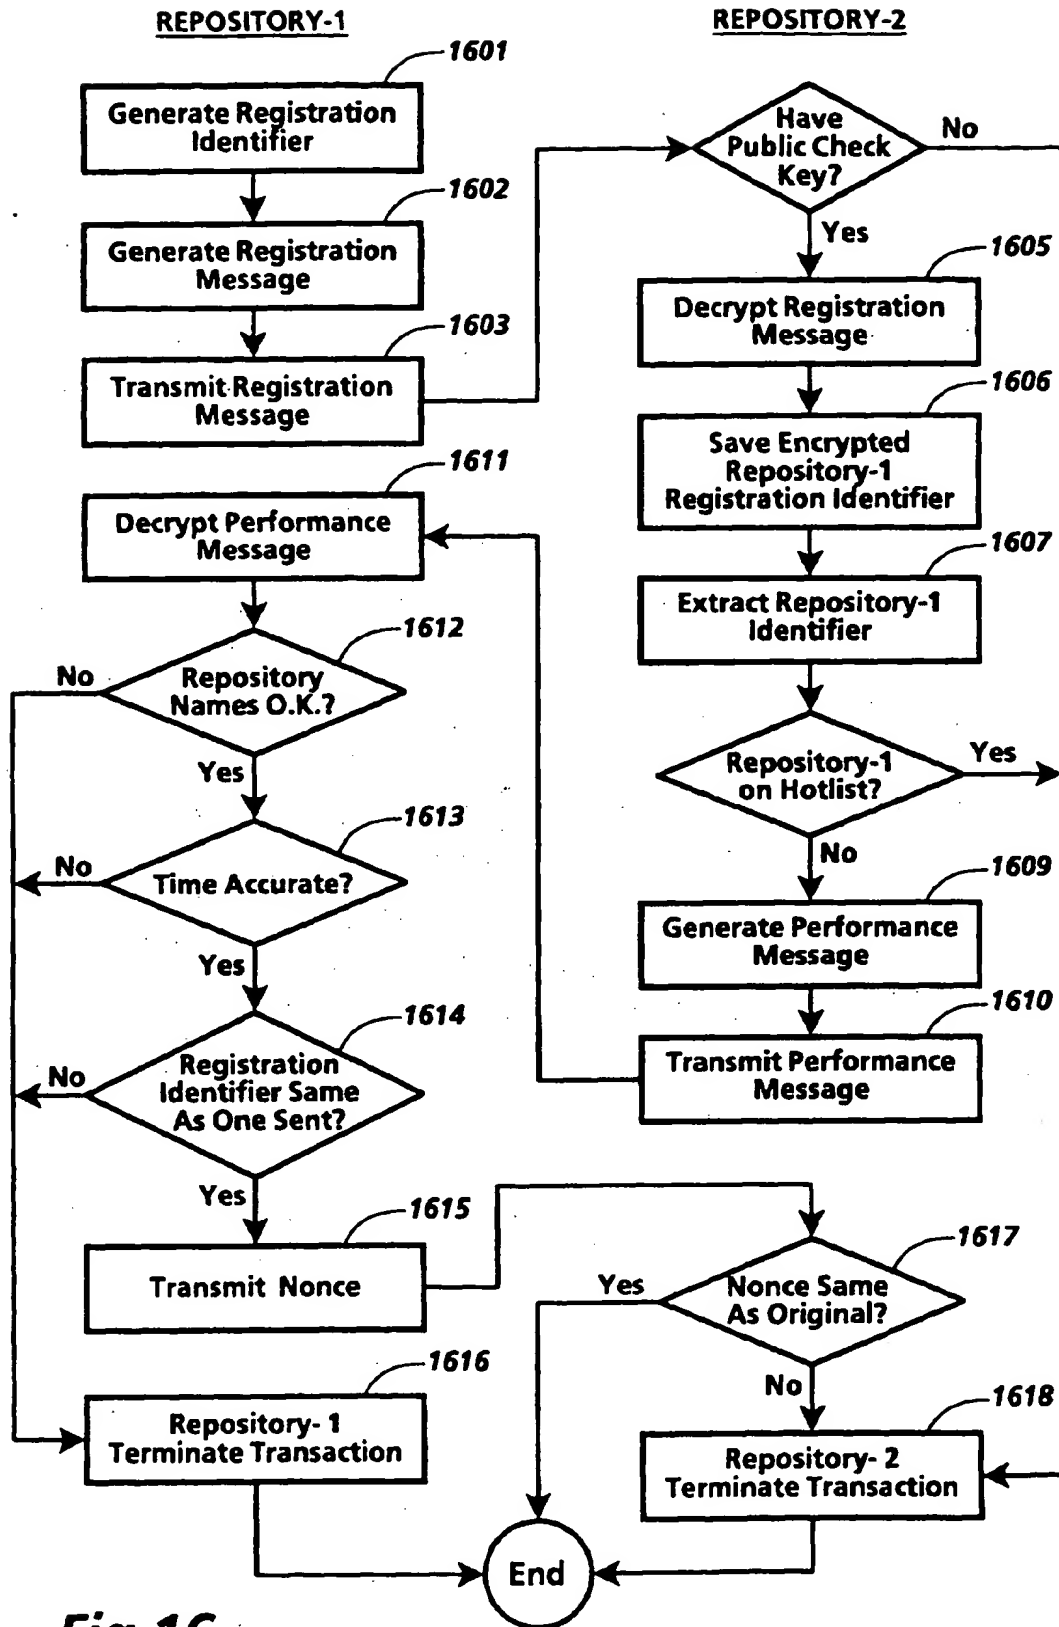 REPOSITORY-1
1601
Generate Registration
Identifier
1602
Generate Registration
Message
1603
Transmit Registration
Message
1611
Decrypt Performance
Message
1612
No
Repository
Names O.K.?
Yes
1613
No
Time Accurate?
Yes
1614
No
Registration
Identifier Same
As One Sent?
Yes
1615
Transmit Nonce
1616
Repository- 1
Terminate Transaction
REPOSITORY-2
Have
Public Check
Key?
No
Yes
1605
Decrypt Registration
Message
1606
Save Encrypted
Repository-1
Registration Identifier
1607
Extract Repository-1
Identifier
Repository-1
on Hotlist?
Yes
No
1609
Generate Performance
Message
1610
Transmit Performance
Message
1617
Yes
Nonce Same
As Original?
No
1618
Repository- 2
Terminate Transaction
End